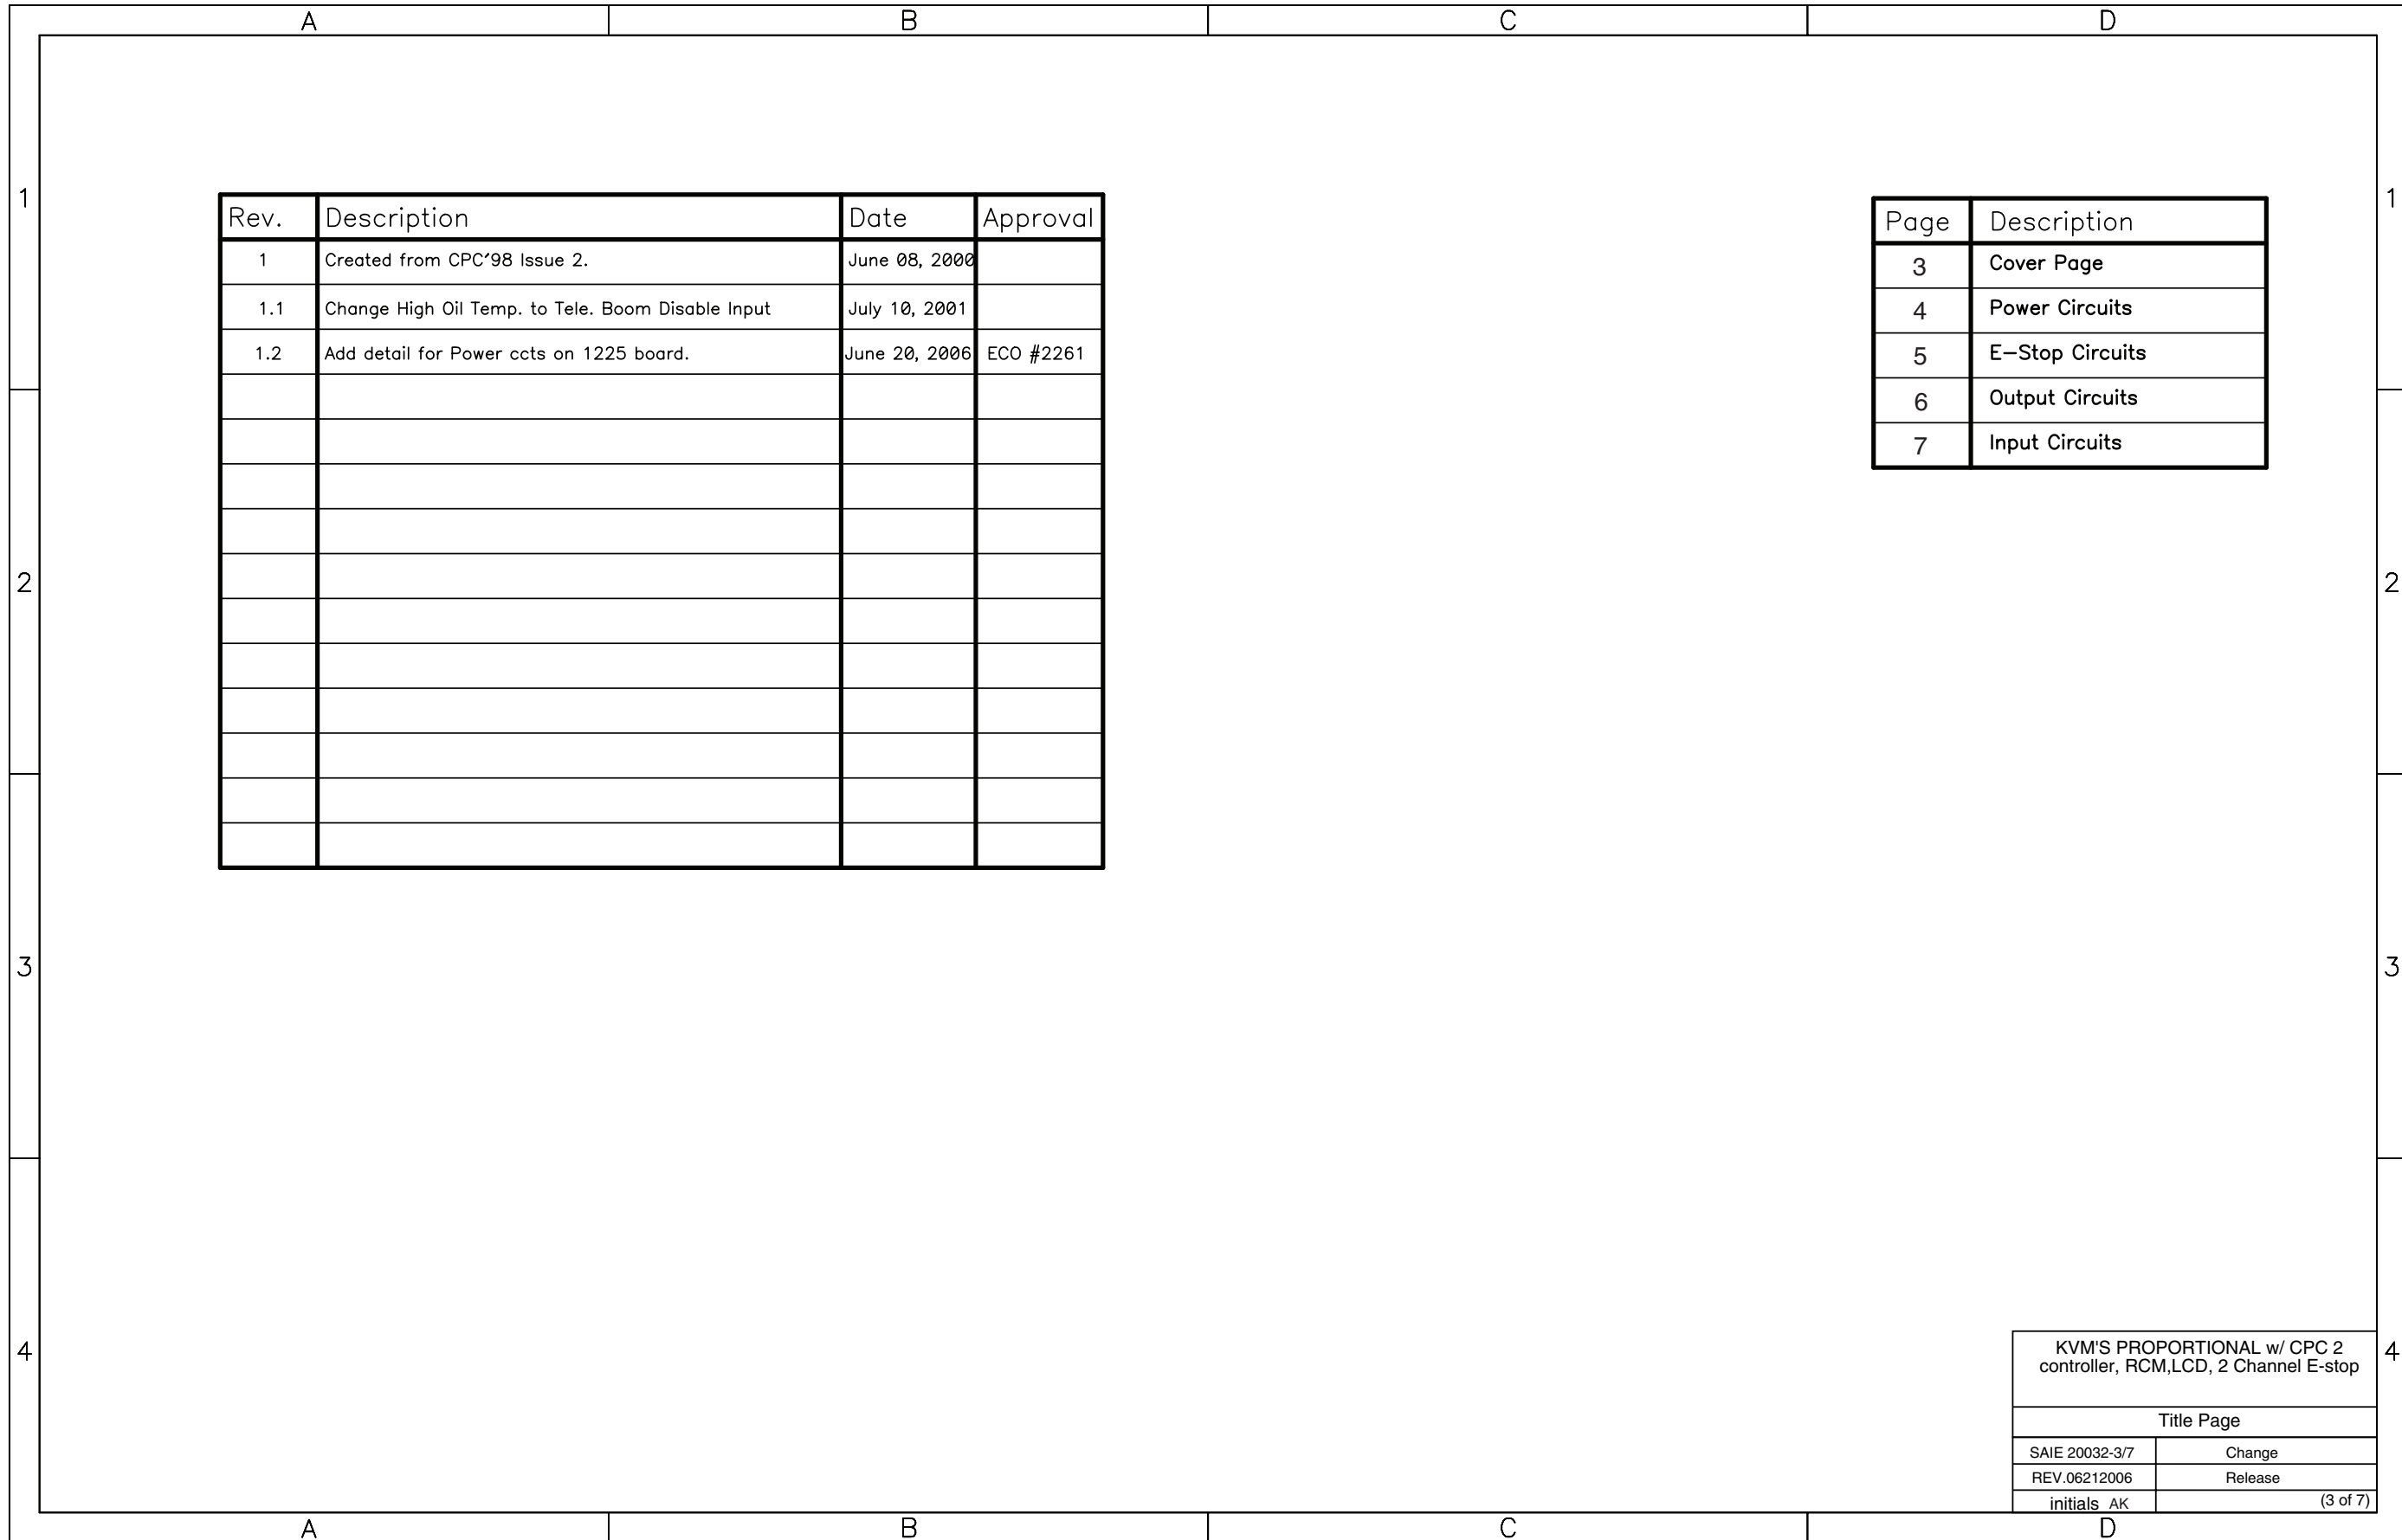 A B C D
1 1
Rev. Description Date Approval
1 Created from CPC'98 Issue 2. June 08, 2000
1.1 Change High Oil Temp. to Tele. Boom Disable Input July 10, 2001
1.2 Add detail for Power ccts on 1225 board. June 20, 2006 ECO #2261
Page Description
3 Cover Page
4 Power Circuits
5 E-Stop Circuits
6 Output Circuits
7 Input Circuits
2 2
3 3
4 4
KVM'S PROPORTIONAL w/ CPC 2
controller, RCM,LCD, 2 Channel E-stop
Title Page
SAIE 20032-3/7 Change
REV.06212006 Release
initials AK (3 of 7)
A B C D